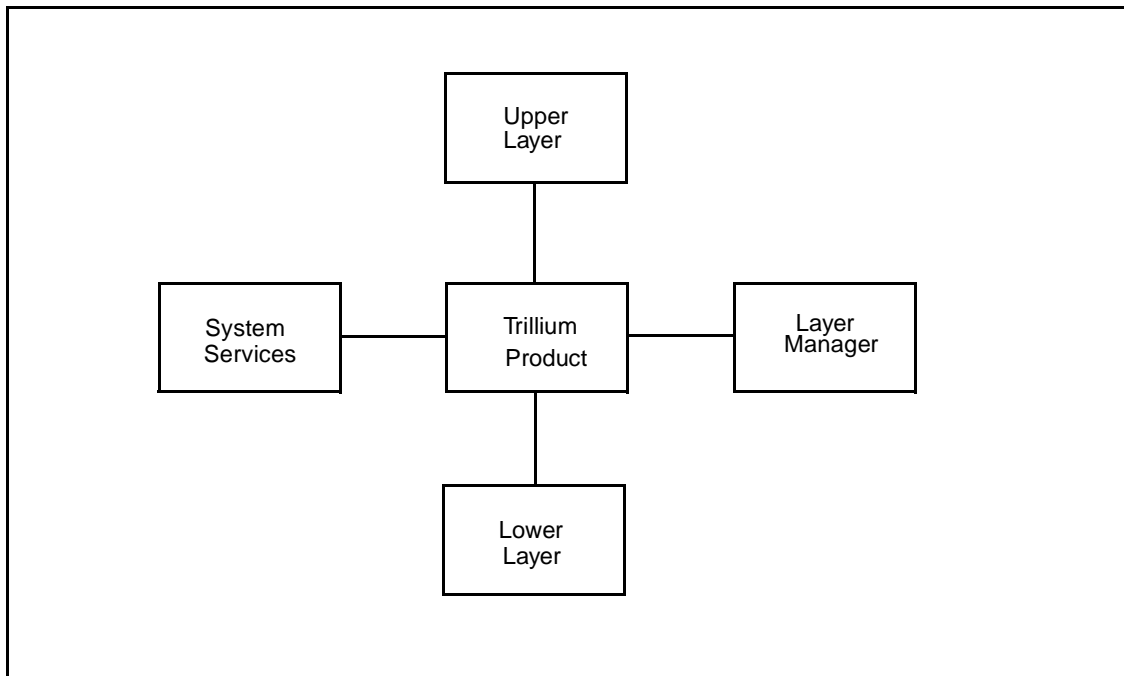 Upper
Layer
System
Services
Trillium
Product
Layer
Manager
Lower
Layer